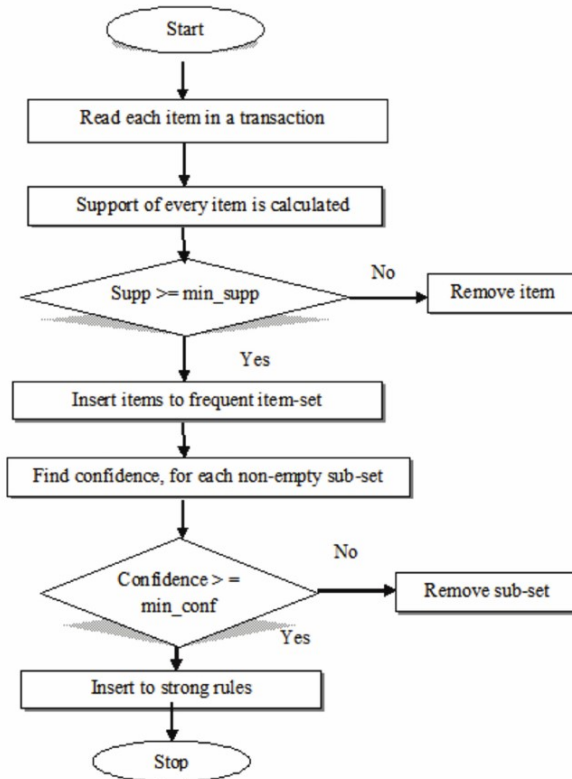 Start
Read each item in a transaction
Support of every item is calculated
Supp >= min_supp
No
Remove item
Yes
Insert items to frequent item-set
Find confidence, for each non-empty sub-set
No
Confidence > =
min_conf
Remove sub-set
Yes
Insert to strong rules
Stop